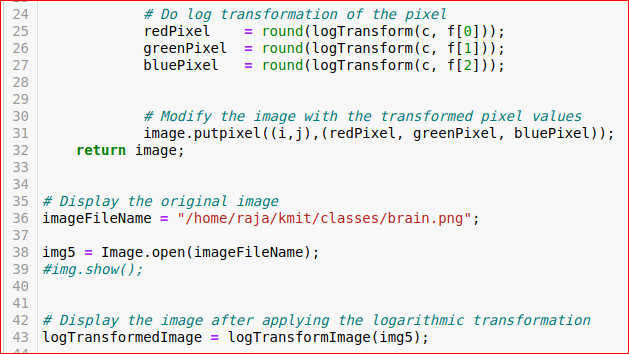 24 # Do log transformation of the pixel
25 redPixel = round(logTransform(c, f[0]));
26 greenPixel = round(logTransform(c, f[1]));
27 bluePixel = round(logTransform(c, f[2]));
28
29
30 # Modify the image with the transformed pixel values
31 image.putpixel((i,j),(redPixel, greenPixel, bluePixel));
32 return image;
33
34
35 # Display the original image
36 imageFileName = "/home/raja/kmit/classes/brain.png";
37
38 img5 = Image.open(imageFileName);
39 #img.show();
40
41
42 # Display the image after applying the logarithmic transformation
43 logTransformedImage = logTransformImage(img5);